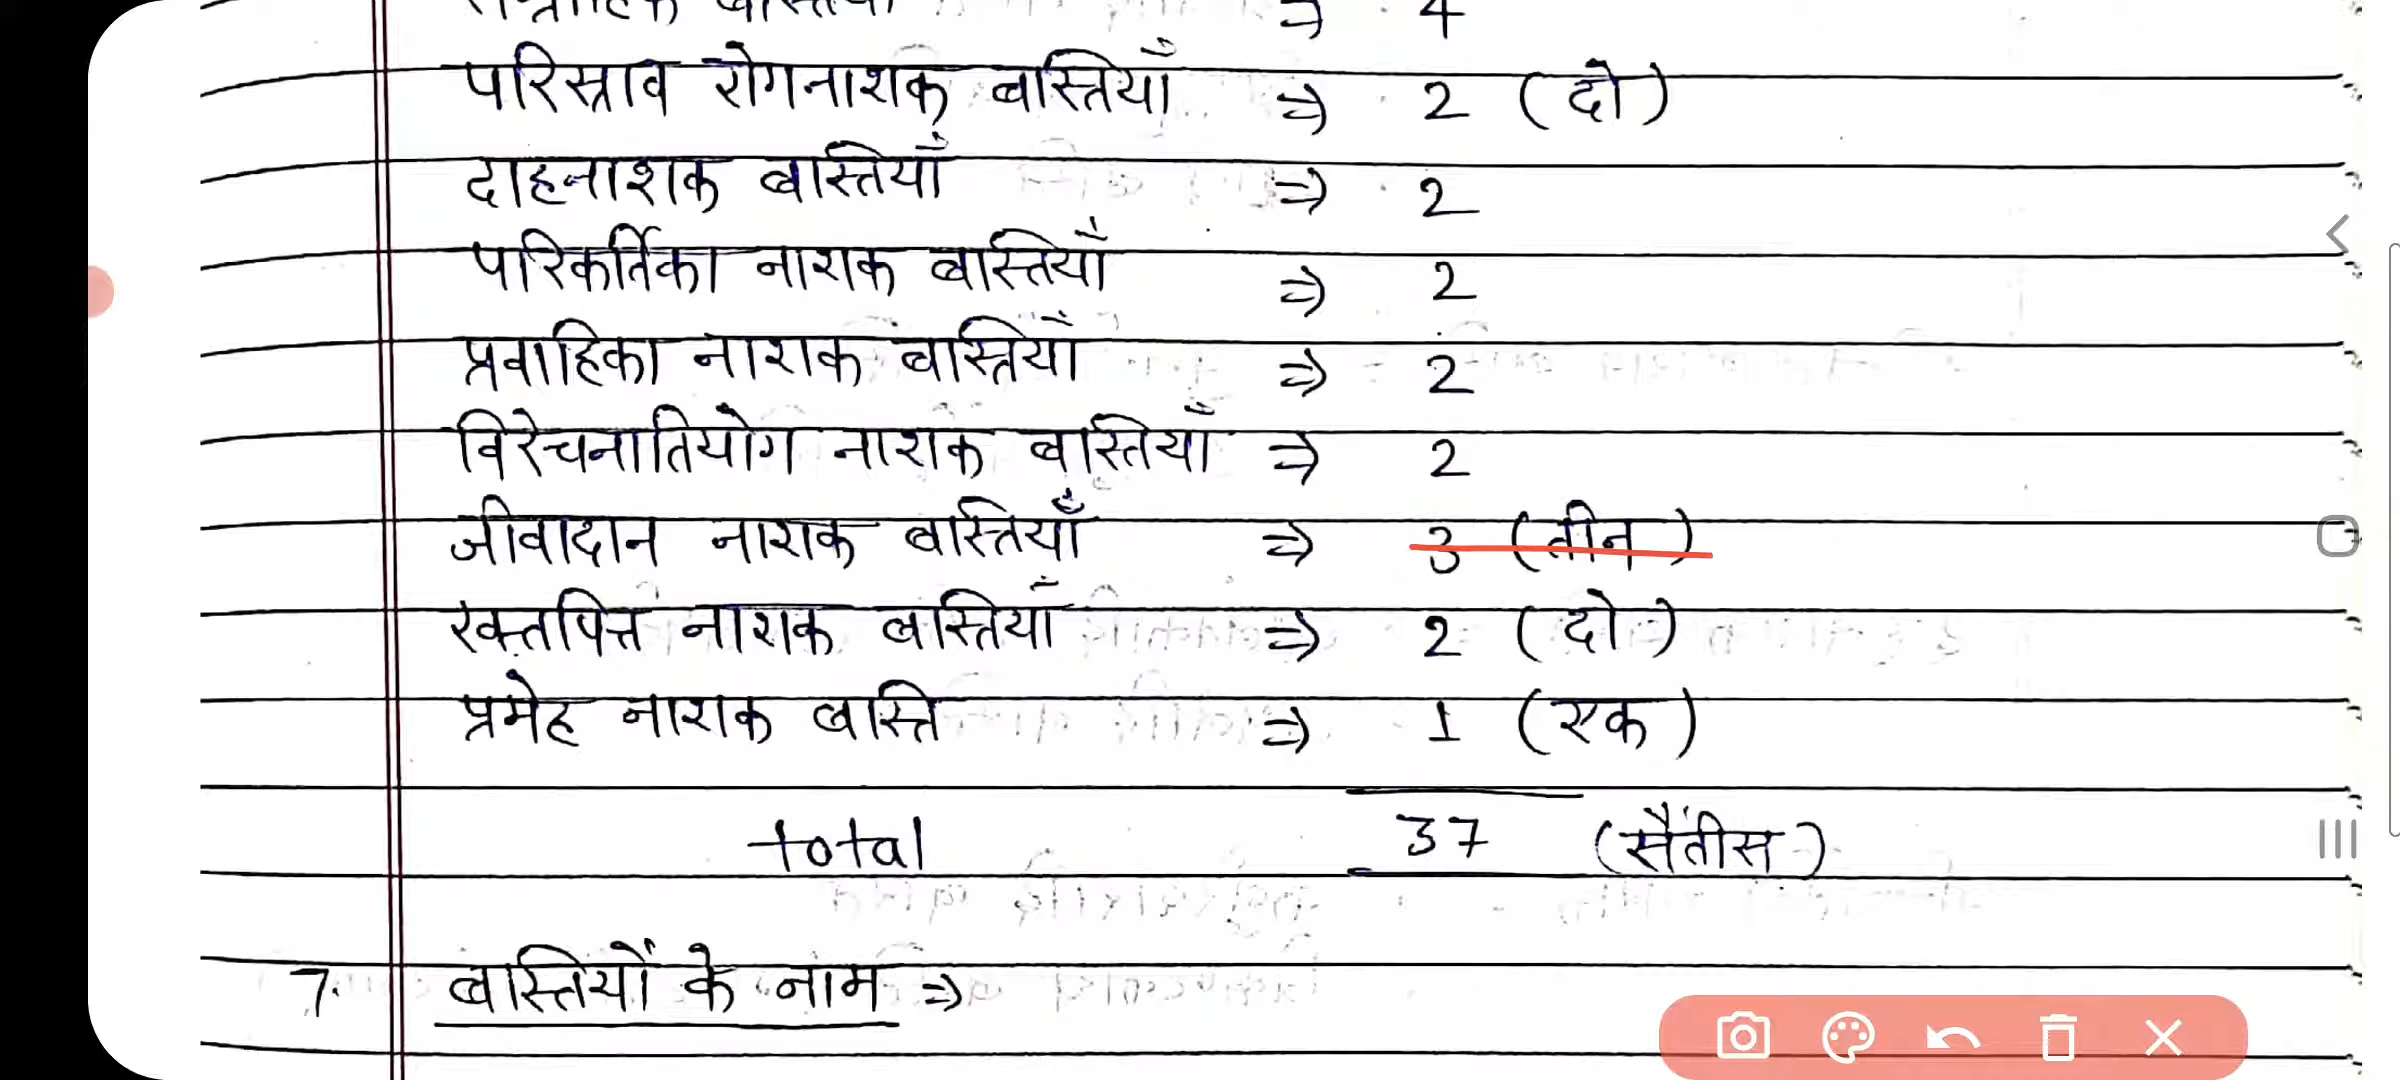 बस्तियाँ ⇒ 4
परिस्राव रोगनाशक बस्तियाँ ⇒ 2 (दो)
दाहनाशक बस्तियाँ ⇒ 2
परिकर्तिका नाशक बस्तियाँ ⇒ 2
प्रवाहिका नाशक बस्तियाँ ⇒ 2
विरेचनातियोग नाशक बस्तियाँ ⇒ 2
जीवादान नाशक बस्तियाँ ⇒ 3 (तीन)
रक्तपित्त नाशक बस्तियाँ ⇒ 2 (दो)
प्रमेह नाशक बस्ति ⇒ 1 (एक)
total 37 (सैंतीस)
7. बस्तियों के नाम ⇒